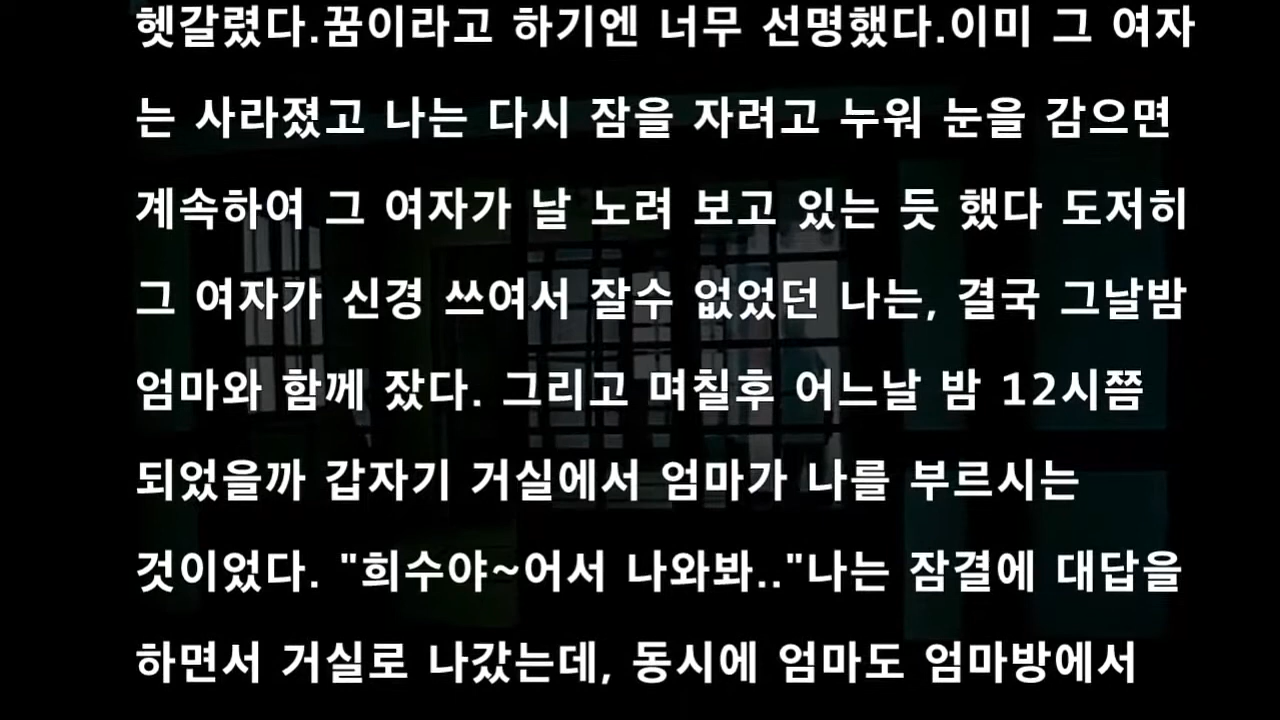 헷갈렸다.꿈이라고 하기엔 너무 선명했다.이미 그 여자
는 사라졌고 나는 다시 잠을 자려고 누워 눈을 감으면
계속하여 그 여자가 날 노려 보고 있는 듯 했다 도저히
그 여자가 신경 쓰여서 잘수 없었던 나는, 결국 그날밤
엄마와 함께 잤다. 그리고 며칠후 어느날 밤 12시쯤
되었을까 갑자기 거실에서 엄마가 나를 부르시는
것이었다. "희수야~어서 나와봐.."나는 잠결에 대답을
하면서 거실로 나갔는데, 동시에 엄마도 엄마방에서